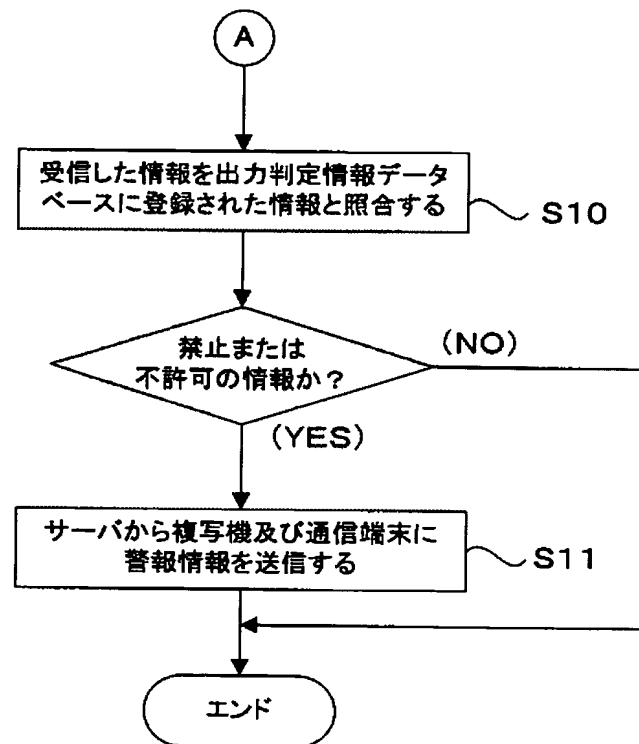 A
受信した情報を出力判定情報データ
ベースに登録された情報と照合する
S10
禁止または
不許可の情報か？
(NO)
(YES)
サーバから複写機及び通信端末に
警報情報を送信する
S11
エンド